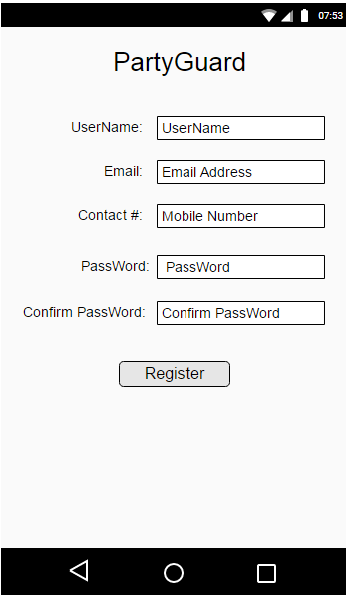 07:53
PartyGuard
UserName: UserName
Email: Email Address
Contact #: Mobile Number
PassWord: PassWord
Confirm PassWord: Confirm PassWord
Register